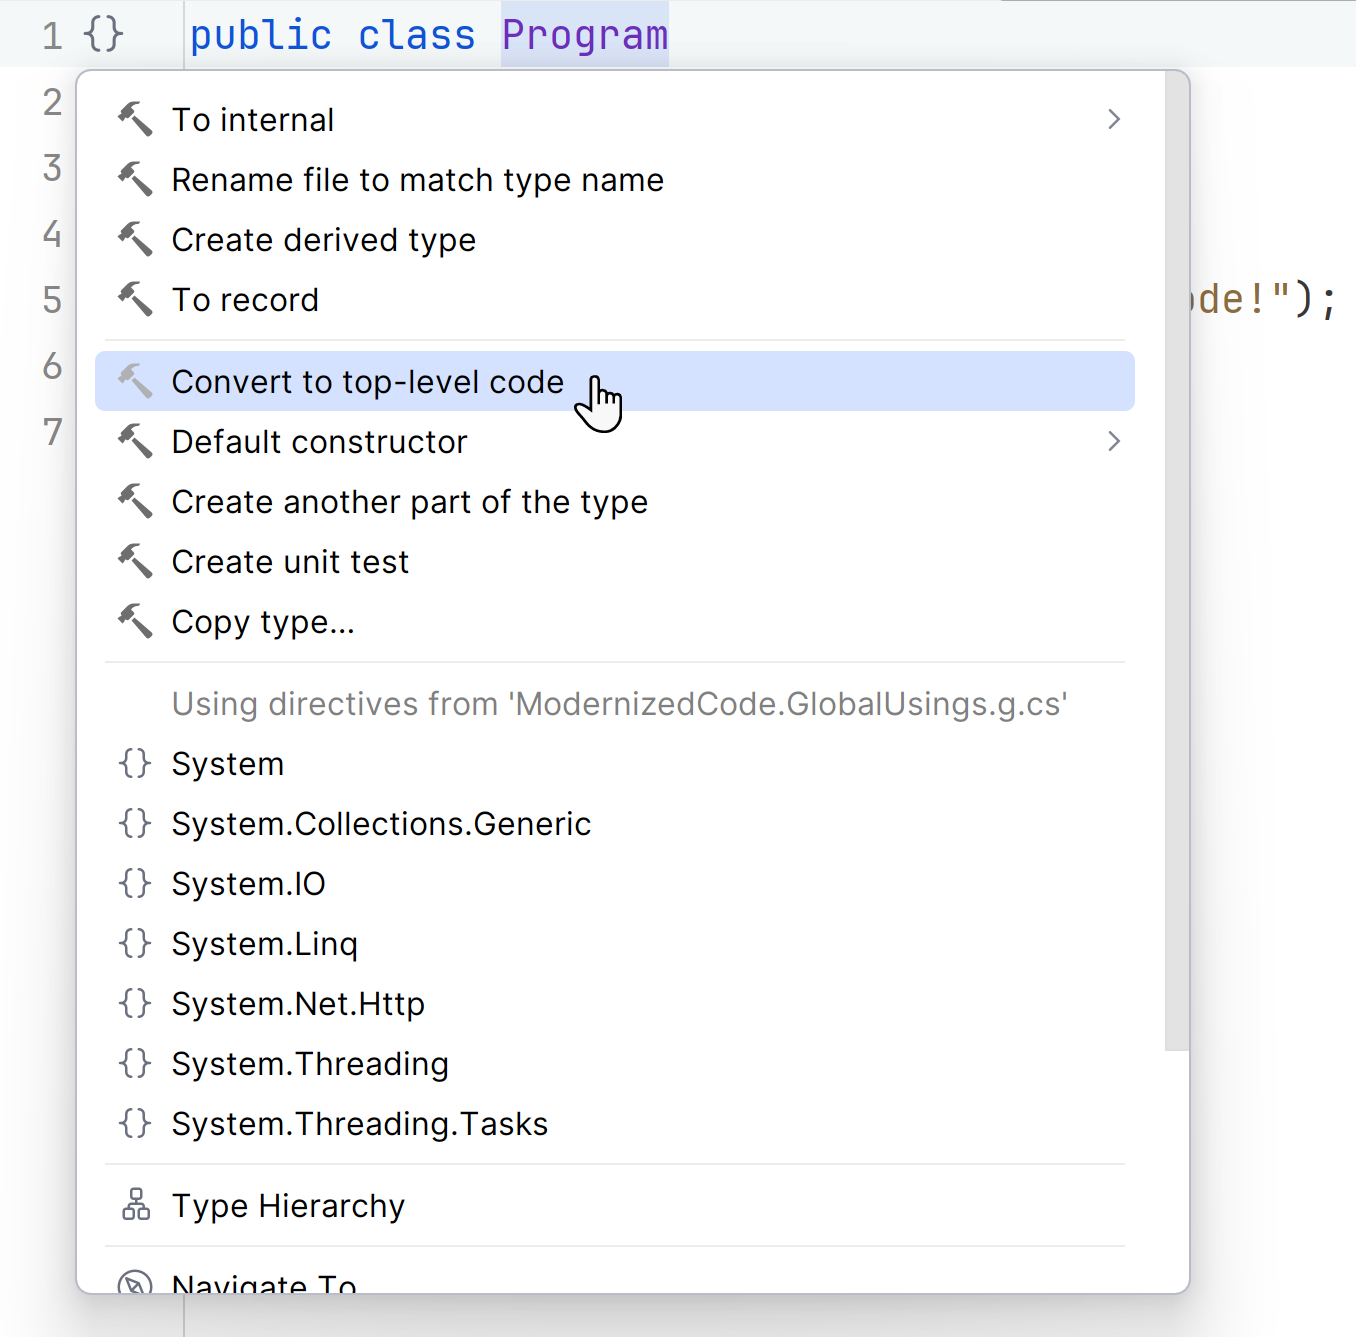 1 {} public class Program
2
To internal
3
Rename file to match type name
4
Create derived type
5
To record
de!");
6
Convert to top-level code
7
Default constructor
Create another part of the type
Create unit test
Copy type...
Using directives from 'ModernizedCode.GlobalUsings.g.cs'
{} System
{} System.Collections.Generic
{} System.IO
{} System.Linq
{} System.Net.Http
{} System.Threading
{} System.Threading.Tasks
Type Hierarchy
Navigate To